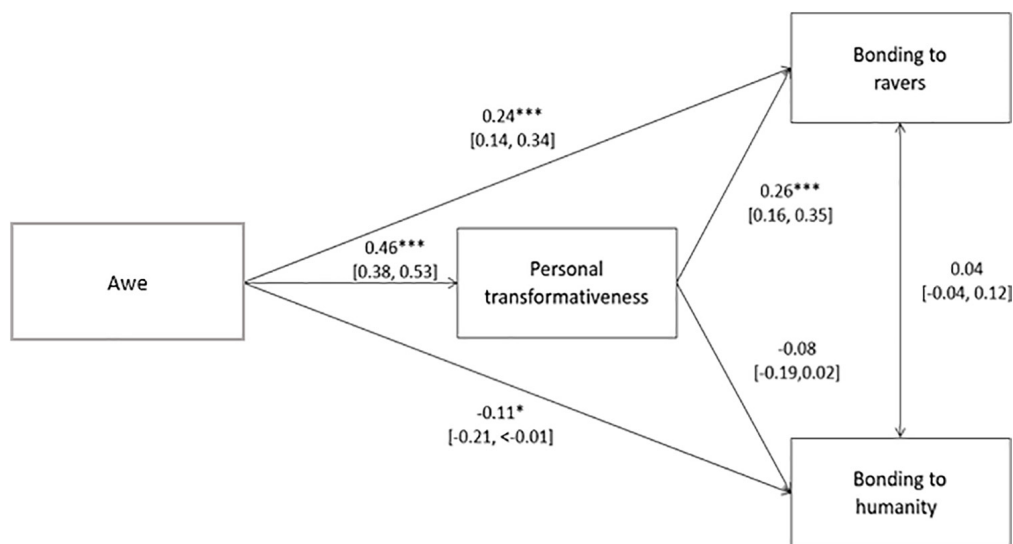 Bonding to
ravers
0.24***
[0.14, 0.34]
0.26***
[0.16, 0.35]
0.46***
[0.38, 0.53]
Awe
Personal
transformativeness
0.04
[-0.04, 0.12]
-0.08
[-0.19,0.02]
-0.11*
[-0.21, <-0.01]
Bonding to
humanity